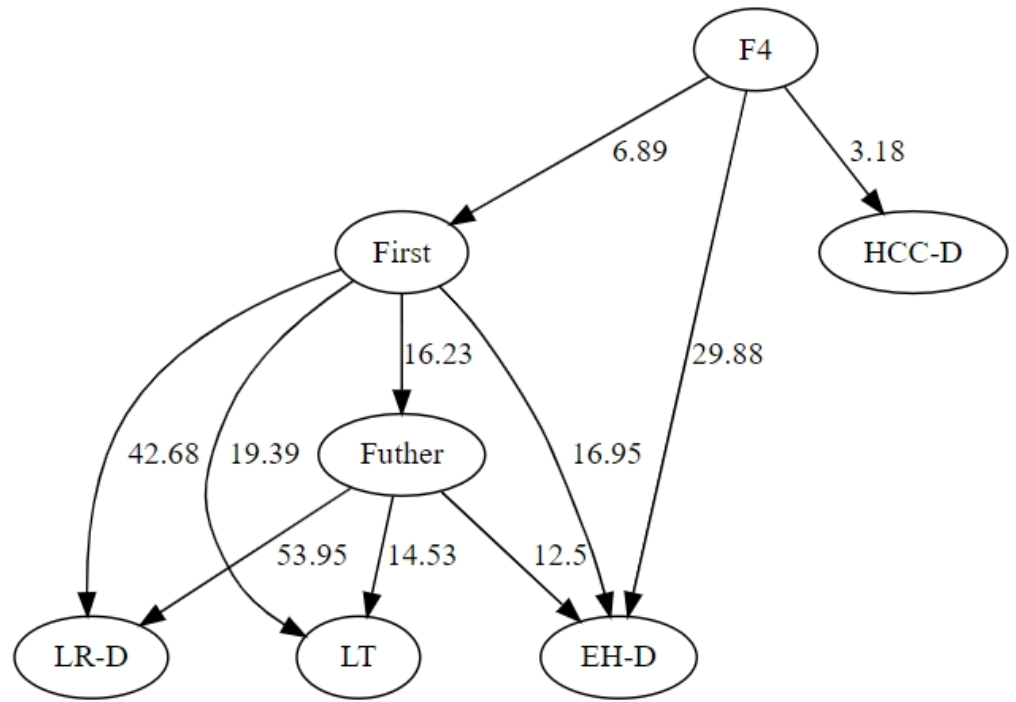 F4
6.89
3.18
First
HCC-D
16.23
29.88
42.68
19.39
Futher
16.95
53.95
14.53
12.5
LR-D
LT
EH-D